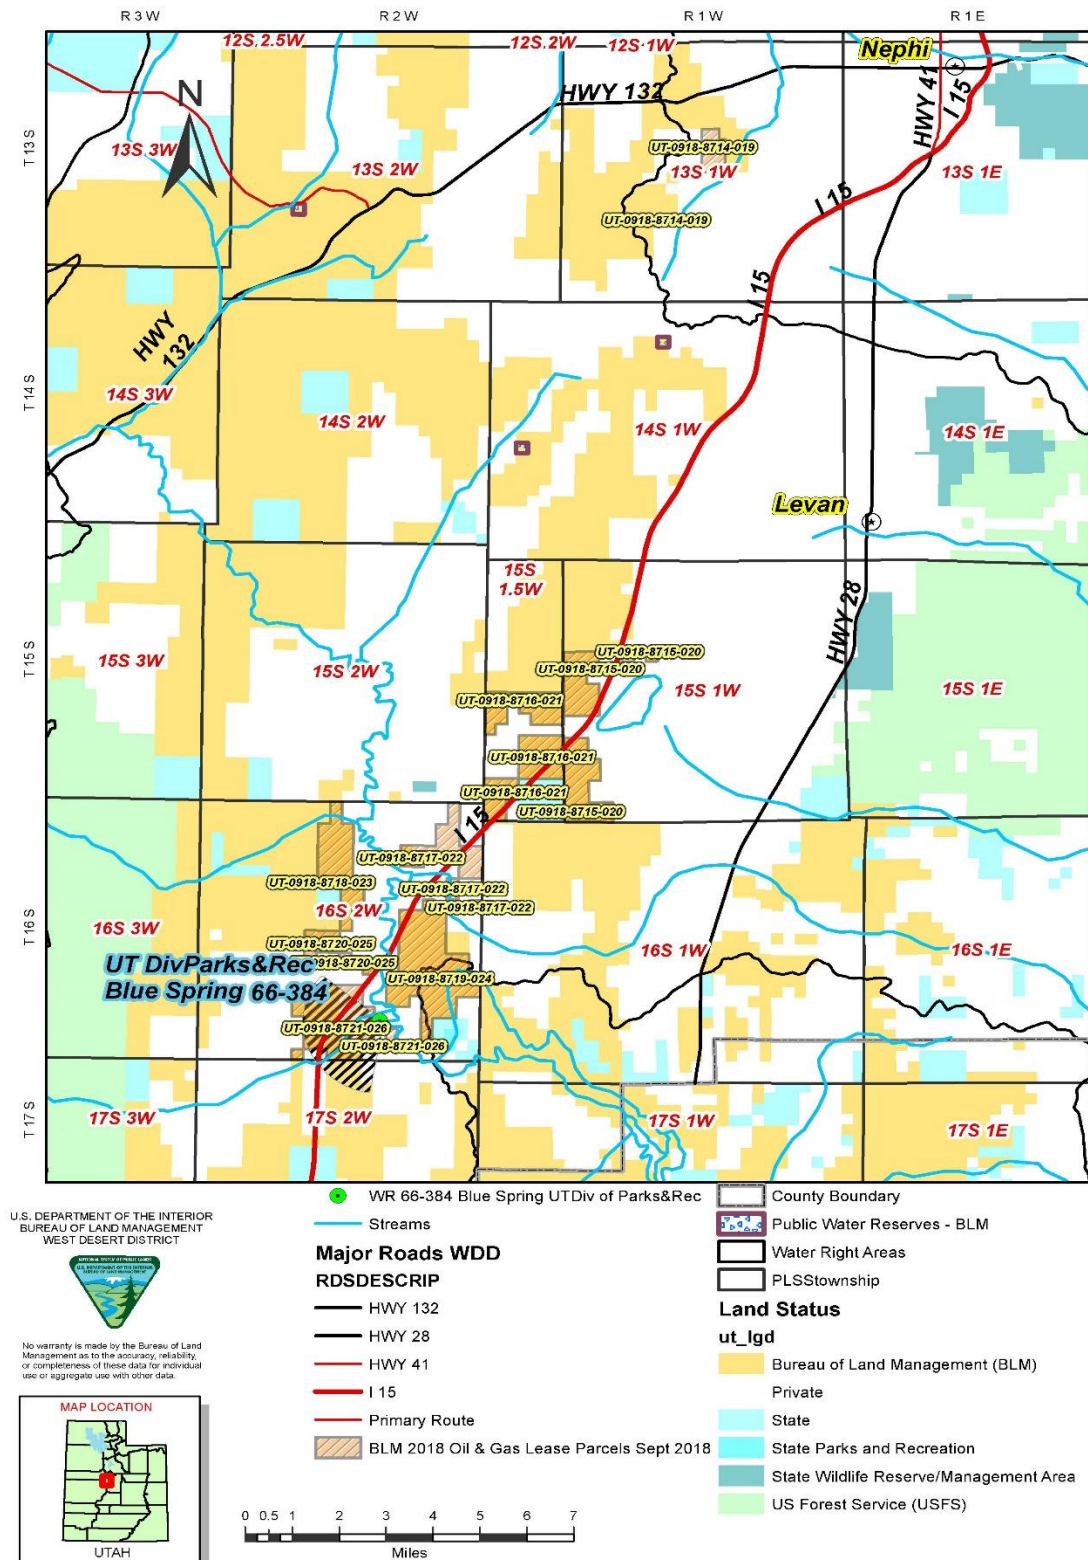 R 3 W R 2 W R 1 W R 1 E
12S 2.5W
12S 2W
12S 1W
Nephi
HWY 41
I 15
HWY 132
T13S
N
13S 3W
13S 2W
UT-0918-8714-019
13S 1W
13S 1E
UT-0918-8714-019
I 15
I 15
HWY
132
T14S
14S 3W
14S 2W
14S 1W
14S 1E
Levan
15S
1.5W
HWY 28
T15S
15S 3W
15S 2W
UT-0918-8715-020
UT-0918-8715-020
15S 1W
15S 1E
UT-0918-8716-021
UT-0918-8716-021
UT-0918-8716-021
UT-0918-8715-020
I 15
UT-0918-8717-022
UT-0918-8718-023
UT-0918-8717-022
UT-0918-8717-022
T16S
16S 3W
16S 2W
16S 1W
16S 1E
UT-0918-8720-025
UT DivParks&Rec
Blue Spring 66-384
0918-8720-025
UT-0918-8719-024
UT-0918-8721-026
UT-0918-8721-026
T17S
17S 3W
17S 2W
17S 1W
17S 1E
U.S. DEPARTMENT OF THE INTERIOR
BUREAU OF LAND MANAGEMENT
WEST DESERT DISTRICT
No warranty is made by the Bureau of Land
Management as to the accuracy, reliability,
or completeness of these data for individual
use or aggregate use with other data.
MAP LOCATION
UTAH
WR 66-384 Blue Spring UTDiv of Parks&Rec
Streams
Major Roads WDD
RDSDESCRIP
HWY 132
HWY 28
HWY 41
I 15
Primary Route
BLM 2018 Oil & Gas Lease Parcels Sept 2018
0 0.5 1 2 3 4 5 6 7
Miles
County Boundary
Public Water Reserves - BLM
Water Right Areas
PLSStownship
Land Status
ut_lgd
Bureau of Land Management (BLM)
Private
State
State Parks and Recreation
State Wildlife Reserve/Management Area
US Forest Service (USFS)